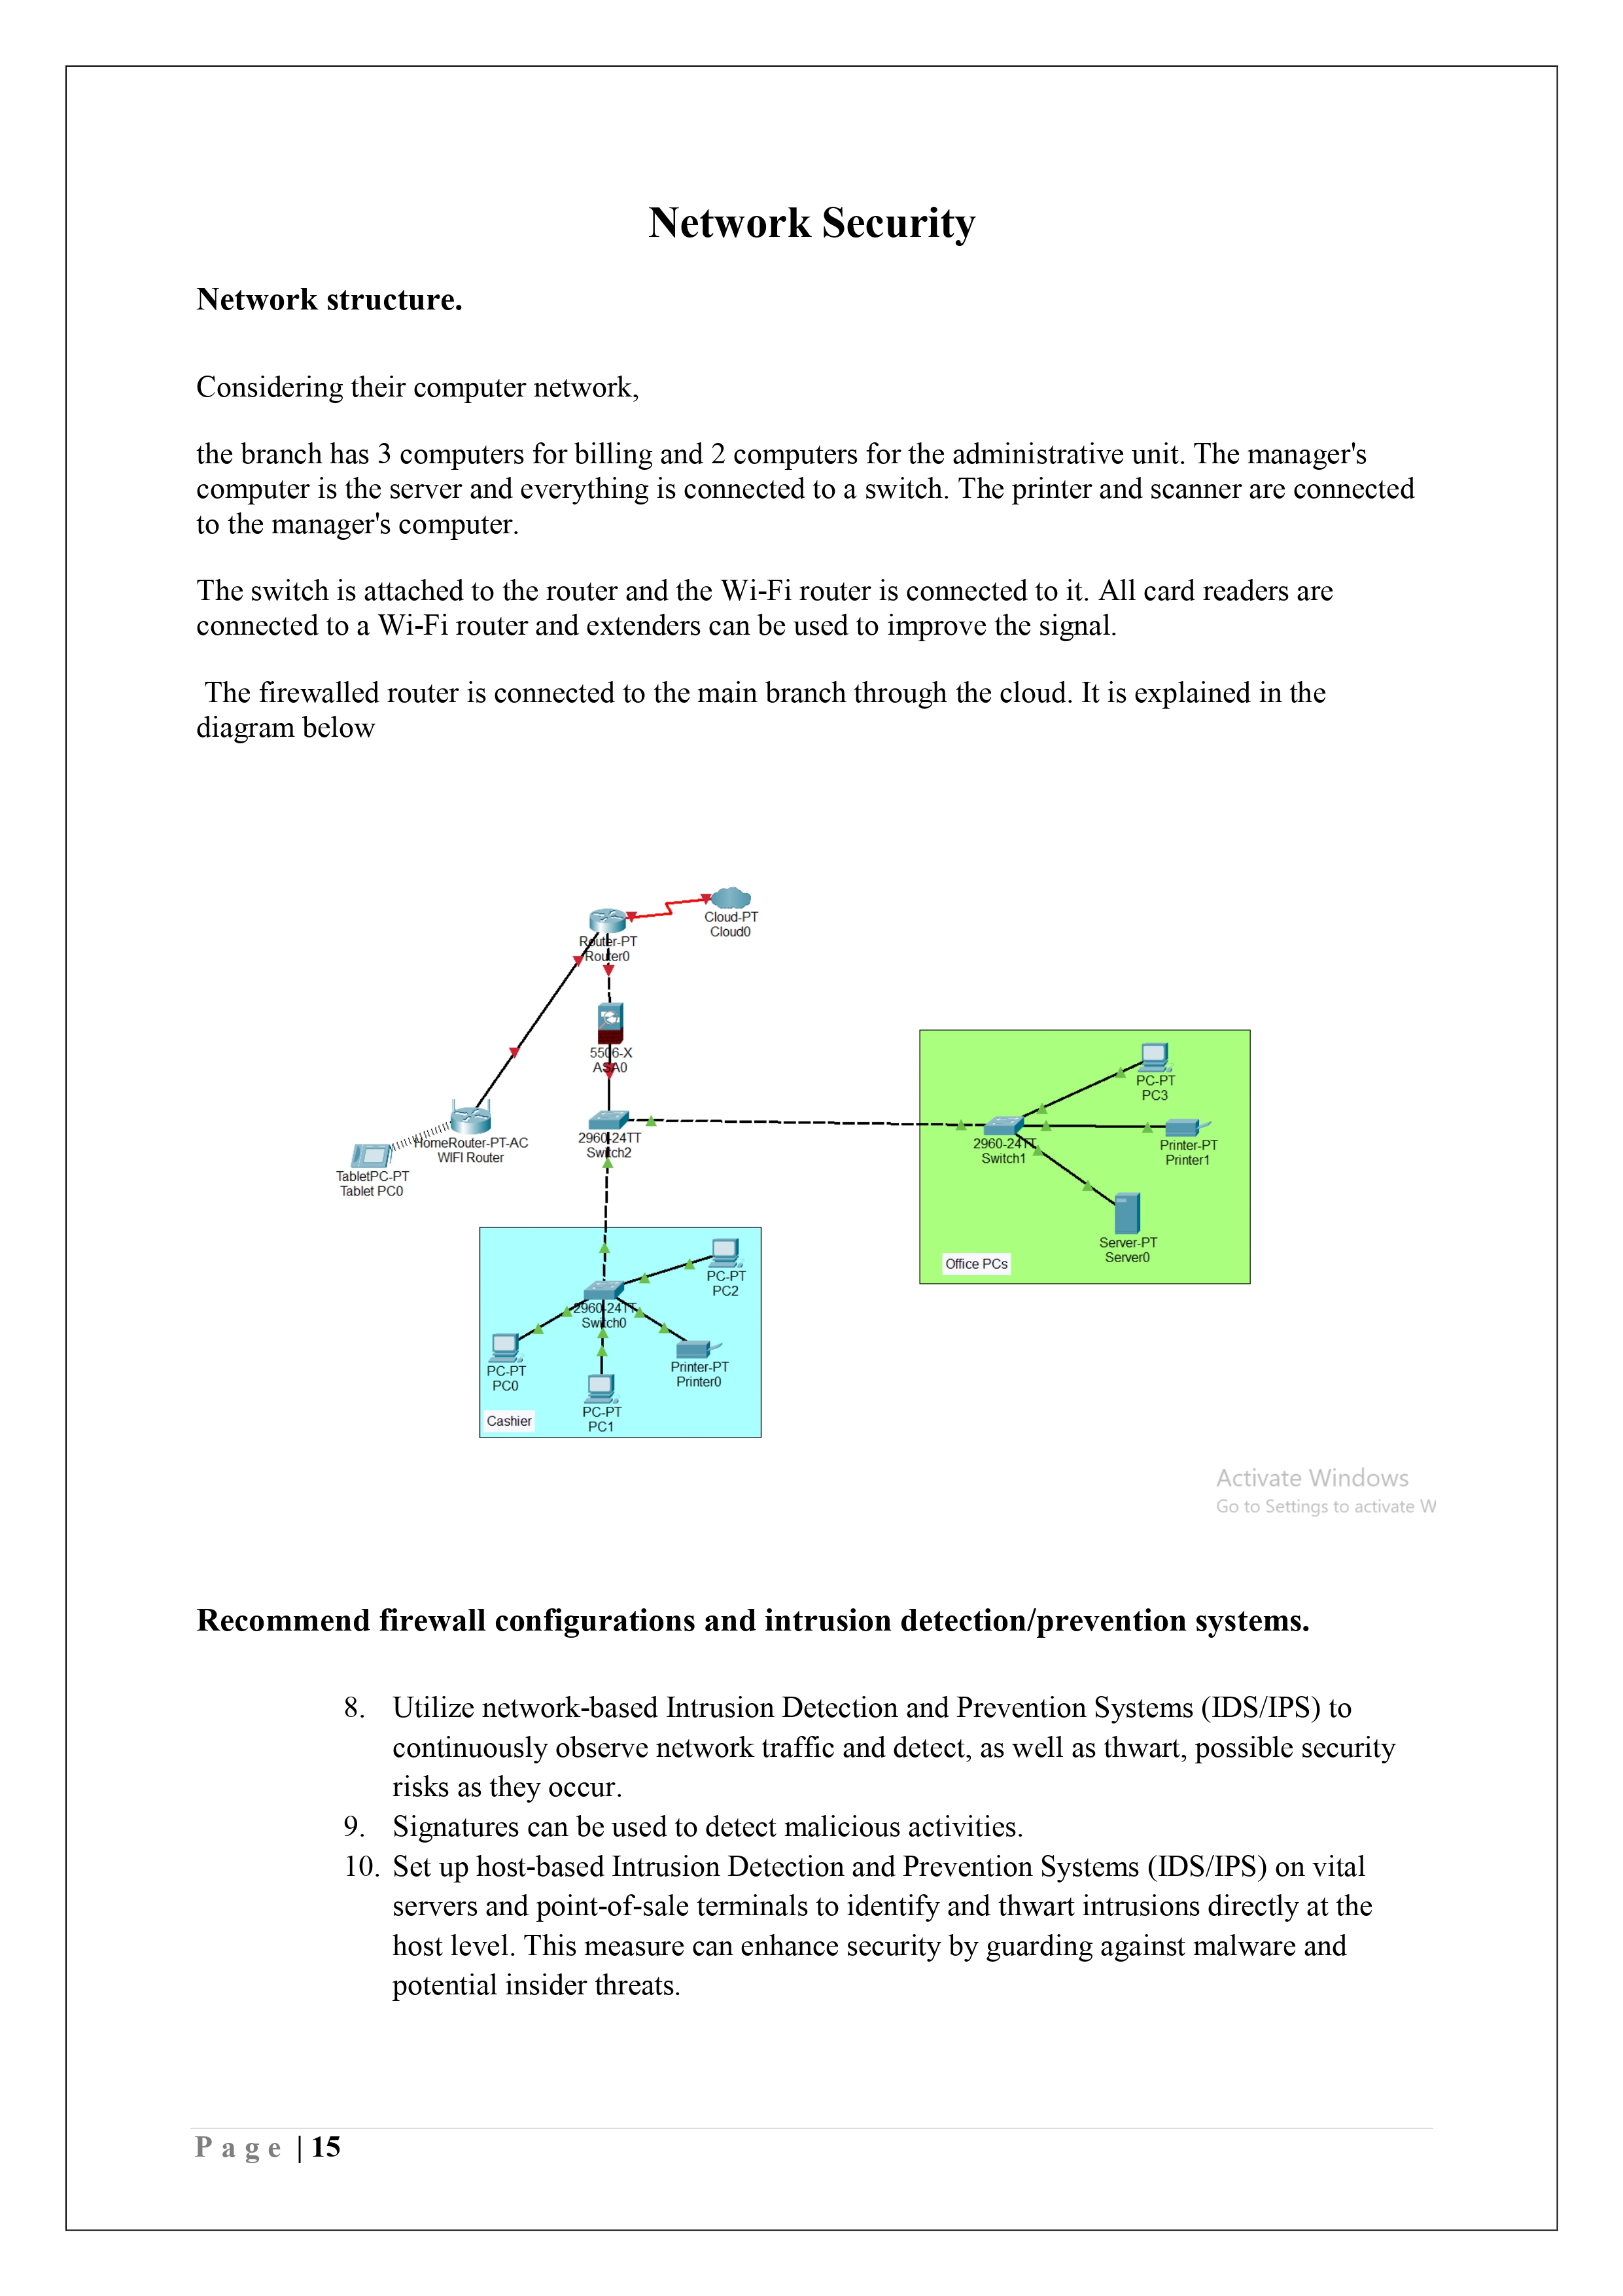 Network Security
Network structure.
Considering their computer network,
the branch has 3 computers for billing and 2 computers for the administrative unit. The manager's
computer is the server and everything is connected to a switch. The printer and scanner are connected
to the manager's computer.
The switch is attached to the router and the Wi-Fi router is connected to it. All card readers are
connected to a Wi-Fi router and extenders can be used to improve the signal.
The firewalled router is connected to the main branch through the cloud. It is explained in the
diagram below
Cloud-PT
Cloud0
Router-PT
Router0
5506-X
ASA0
PC-PT
PC3
HomeRouter-PT-AC
WIFI Router
2960-24TT
Switch2
2960-24TT
Switch1
Printer-PT
Printer1
TabletPC-PT
Tablet PC0
Server-PT
Server0
Office PCs
PC-PT
PC2
2960-24TT
Switch0
PC-PT
PC0
Printer-PT
Printer0
PC-PT
PC1
Cashier
Activate Windows
Go to Settings to activate W
Recommend firewall configurations and intrusion detection/prevention systems.
8. Utilize network-based Intrusion Detection and Prevention Systems (IDS/IPS) to
continuously observe network traffic and detect, as well as thwart, possible security
risks as they occur.
9. Signatures can be used to detect malicious activities.
10. Set up host-based Intrusion Detection and Prevention Systems (IDS/IPS) on vital
servers and point-of-sale terminals to identify and thwart intrusions directly at the
host level. This measure can enhance security by guarding against malware and
potential insider threats.
Page | 15